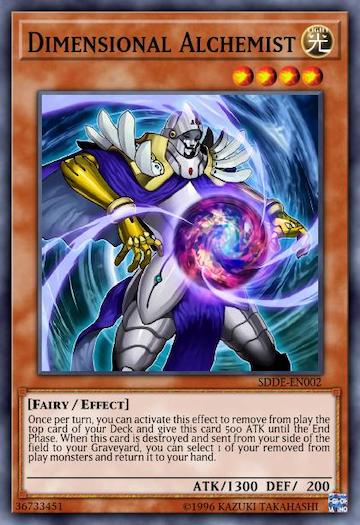 DIMENSIONAL ALCHEMIST
LIGHT
光
SDDE-EN002
[FAIRY / EFFECT]
Once per turn, you can activate this effect to remove from play the
top card of your Deck and give this card 500 ATK until the End
Phase. When this card is destroyed and sent from your side of the
field to your Graveyard, you can select 1 of your removed from
play monsters and return it to your hand.
ATK/1300 DEF/ 200
36733451
©1996 KAZUKI TAKAHASHI